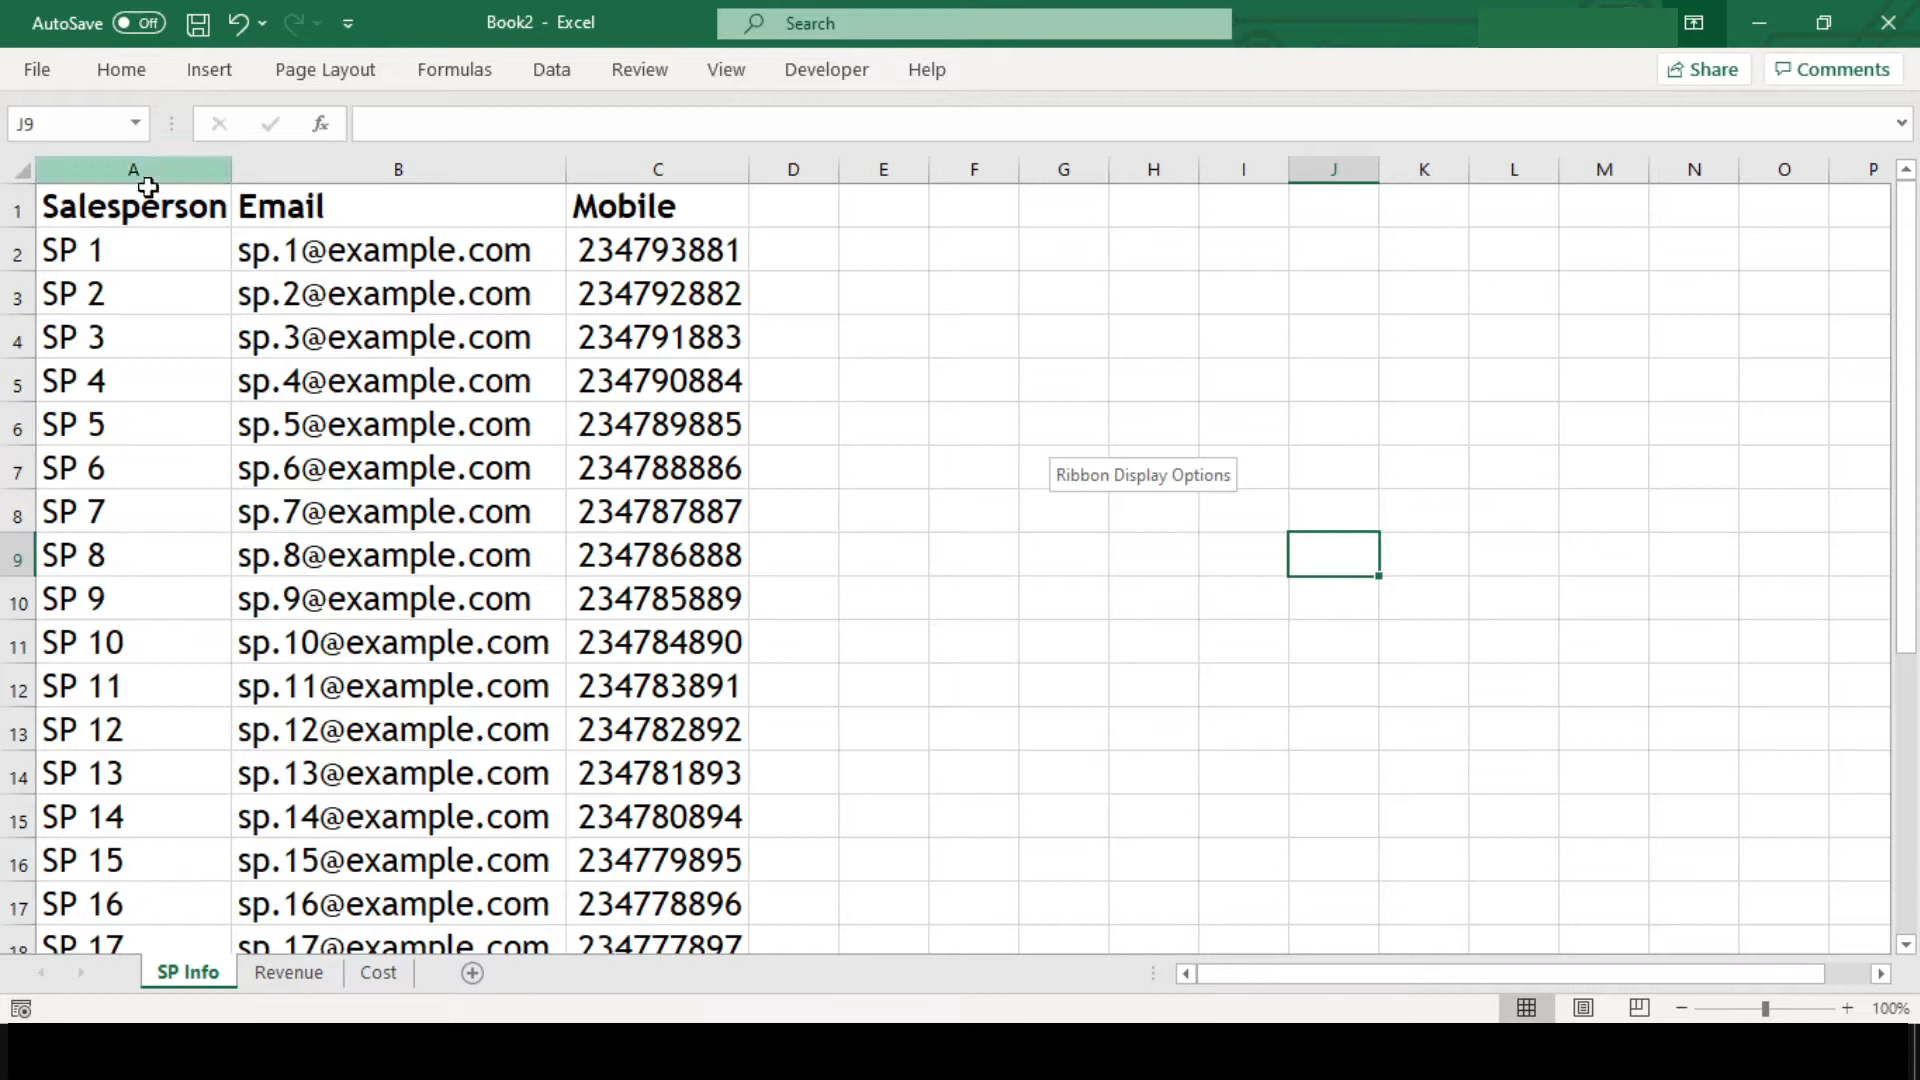 AutoSave Off Book2 - Excel Search
File Home Insert Page Layout Formulas Data Review View Developer Help Share Comments
J9 fx
A B C D E F G H I J K L M N O P
1 Salesperson Email Mobile
2 SP 1 sp.1@example.com 234793881
3 SP 2 sp.2@example.com 234792882
4 SP 3 sp.3@example.com 234791883
5 SP 4 sp.4@example.com 234790884
6 SP 5 sp.5@example.com 234789885
7 SP 6 sp.6@example.com 234788886
Ribbon Display Options
8 SP 7 sp.7@example.com 234787887
9 SP 8 sp.8@example.com 234786888
10 SP 9 sp.9@example.com 234785889
11 SP 10 sp.10@example.com 234784890
12 SP 11 sp.11@example.com 234783891
13 SP 12 sp.12@example.com 234782892
14 SP 13 sp.13@example.com 234781893
15 SP 14 sp.14@example.com 234780894
16 SP 15 sp.15@example.com 234779895
17 SP 16 sp.16@example.com 234778896
18 SP 17 sp.17@example.com 234777897
SP Info Revenue Cost
100%